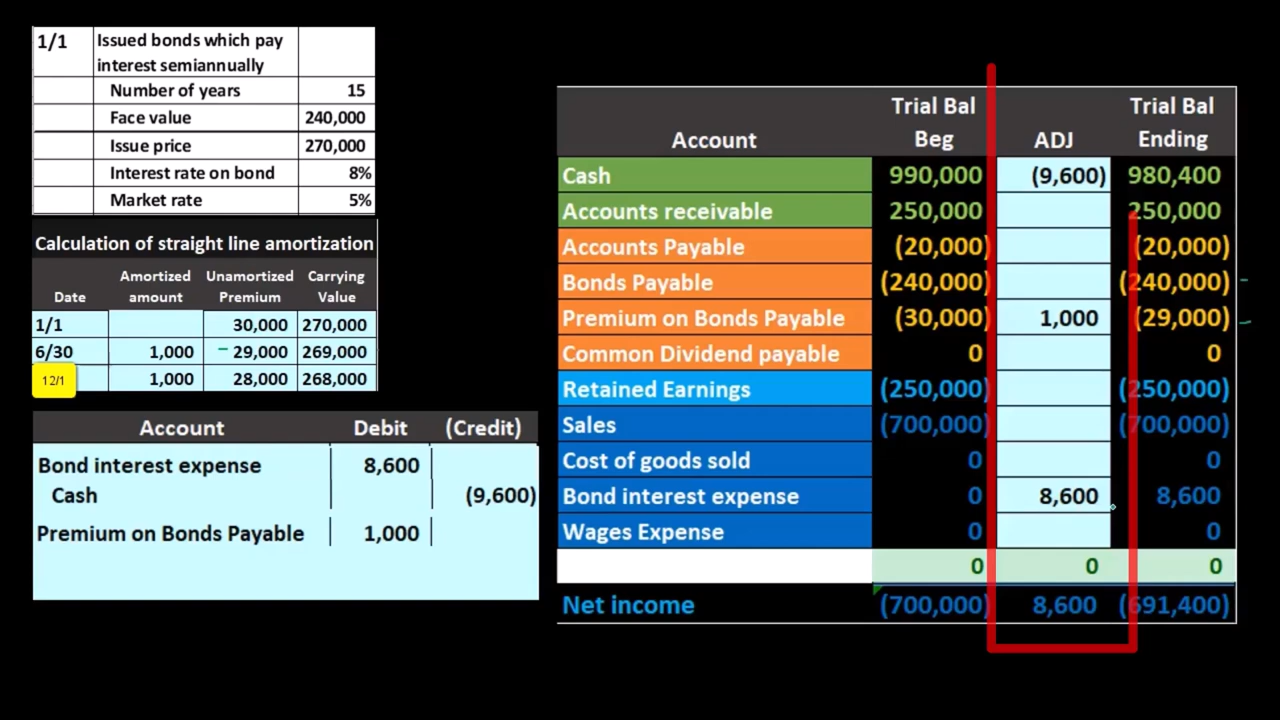 1/1 Issued bonds which pay
interest semiannually
Number of years 15
Face value 240,000
Issue price 270,000
Interest rate on bond 8%
Market rate 5%
Calculation of straight line amortization
Amortized Unamortized Carrying
Date amount Premium Value
1/1 30,000 270,000
6/30 1,000 29,000 269,000
12/1 1,000 28,000 268,000
Account Debit (Credit)
Bond interest expense 8,600
Cash (9,600)
Premium on Bonds Payable 1,000
Trial Bal Trial Bal
Account Beg ADJ Ending
Cash 990,000 (9,600) 980,400
Accounts receivable 250,000 250,000
Accounts Payable (20,000) (20,000)
Bonds Payable (240,000) (240,000)
Premium on Bonds Payable (30,000) 1,000 (29,000)
Common Dividend payable 0 0
Retained Earnings (250,000) (250,000)
Sales (700,000) (700,000)
Cost of goods sold 0 0
Bond interest expense 0 8,600 8,600
Wages Expense 0 0
0 0 0
Net income (700,000) 8,600 (691,400)